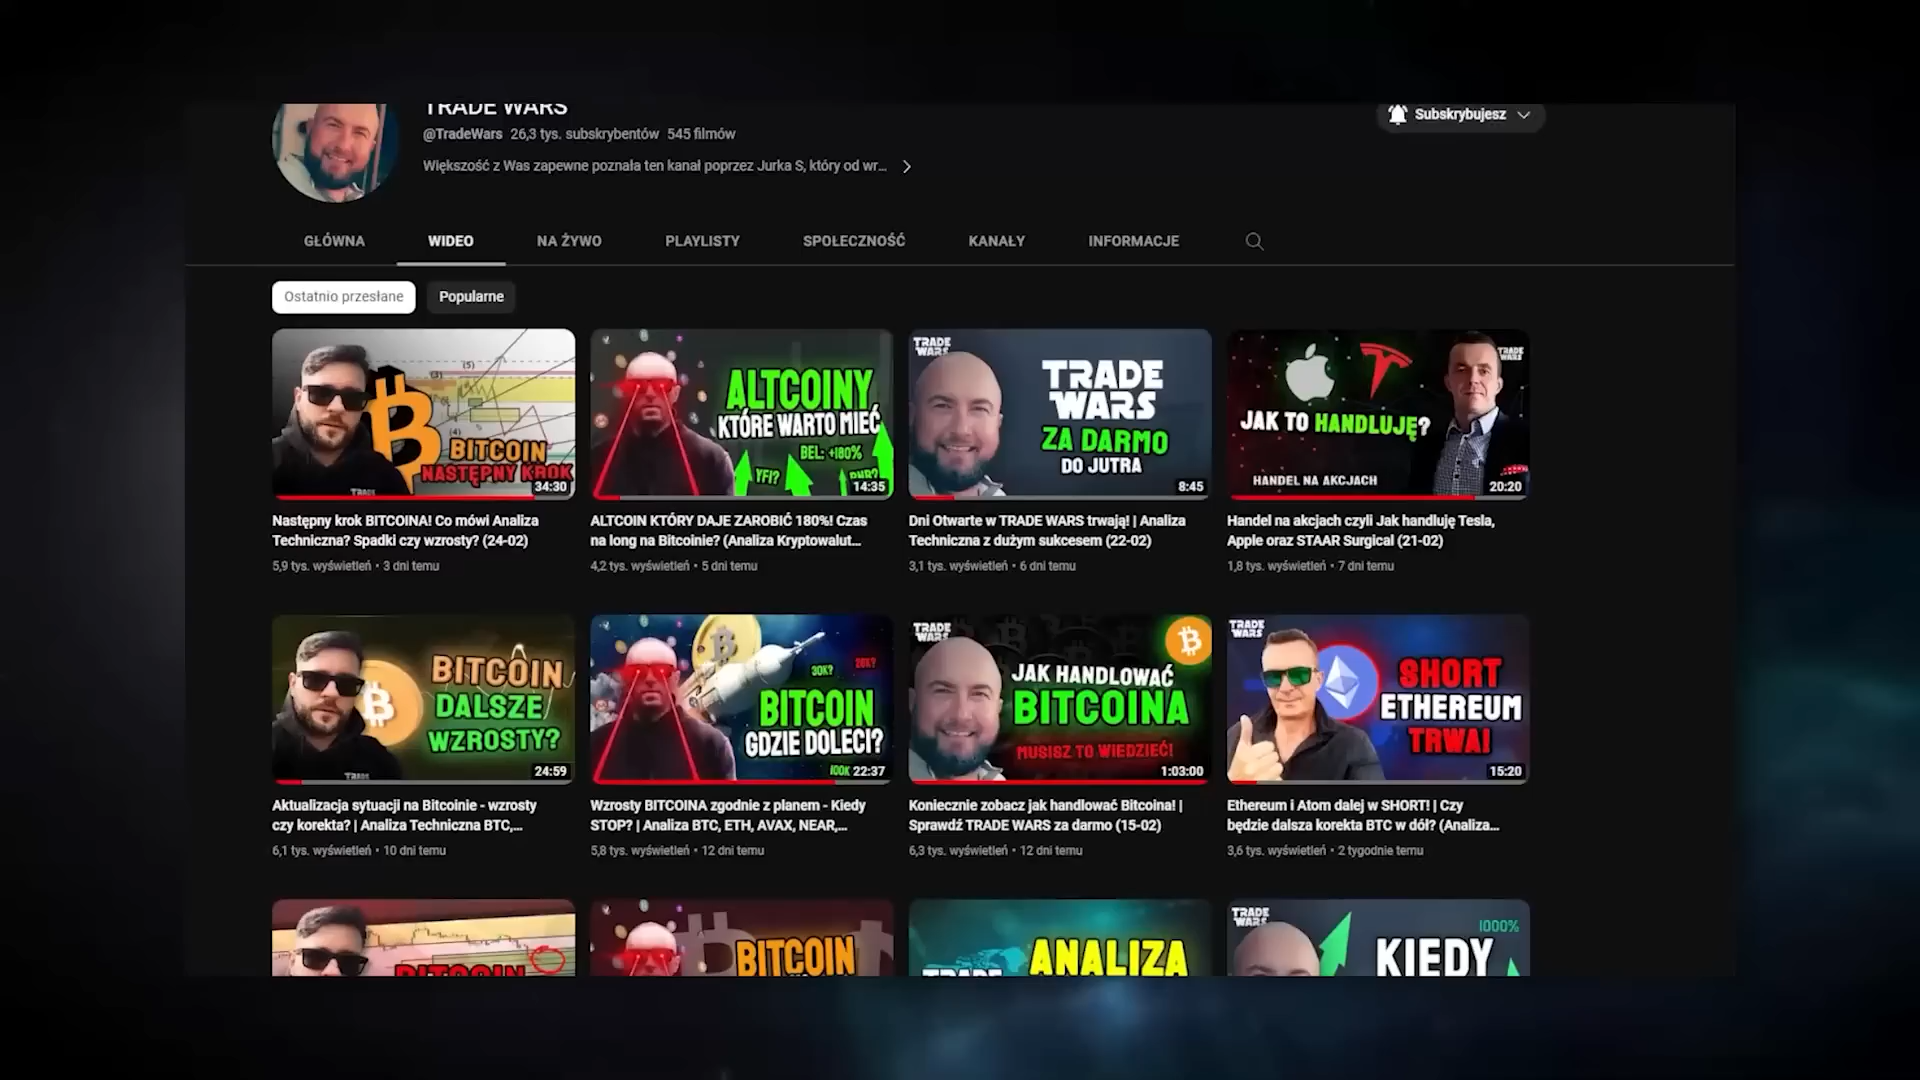 TRADE WARS
@TradeWars 26,3 tys. subskrybentów 545 filmów
Subskrybujesz
Większość z Was zapewne poznała ten kanał poprzez Jurka S, który od wr...
GŁÓWNA WIDEO NA ŻYWO PLAYLISTY SPOŁECZNOŚĆ KANAŁY INFORMACJE
Ostatnio przesłane Popularne
(3) (5)
(4)
BITCOIN
NASTĘPNY KROK
34:30
Następny krok BITCOINA! Co mówi Analiza
Techniczna? Spadki czy wzrosty? (24-02)
5,9 tys. wyświetleń • 3 dni temu
ALTCOINY
KTÓRE WARTO MIEĆ
BEL: +180%
YFI?
14:35
ALTCOIN KTÓRY DAJE ZAROBIĆ 180%! Czas
na long na Bitcoinie? (Analiza Kryptowalut...
4,2 tys. wyświetleń • 5 dni temu
TRADE
WARS
TRADE
WARS
ZA DARMO
DO JUTRA
8:45
Dni Otwarte w TRADE WARS trwają! | Analiza
Techniczna z dużym sukcesem (22-02)
3,1 tys. wyświetleń • 6 dni temu
TRADE
WARS
JAK TO HANDLUJĘ?
HANDEL NA AKCJACH
20:20
Handel na akcjach czyli Jak handluję Tesla,
Apple oraz STAAR Surgical (21-02)
1,8 tys. wyświetleń • 7 dni temu
BITCOIN
DALSZE
WZROSTY?
24:59
Aktualizacja sytuacji na Bitcoinie - wzrosty
czy korekta? | Analiza Techniczna BTC,...
6,1 tys. wyświetleń • 10 dni temu
30K?
BITCOIN
GDZIE DOLECI?
100K
22:37
Wzrosty BITCOINA zgodnie z planem - Kiedy
STOP? | Analiza BTC, ETH, AVAX, NEAR,...
5,8 tys. wyświetleń • 12 dni temu
TRADE
WARS
JAK HANDLOWAĆ
BITCOINA
MUSISZ TO WIEDZIEĆ!
1:03:00
Koniecznie zobacz jak handlować Bitcoina! |
Sprawdź TRADE WARS za darmo (15-02)
6,3 tys. wyświetleń • 12 dni temu
TRADE
WARS
SHORT
ETHEREUM
TRWA!
15:20
Ethereum i Atom dalej w SHORT! | Czy
będzie dalsza korekta BTC w dół? (Analiza...
3,6 tys. wyświetleń • 2 tygodnie temu
BITCOIN
BITCOIN
ANALIZA
TRADE
TRADE
WARS
1000%
KIEDY